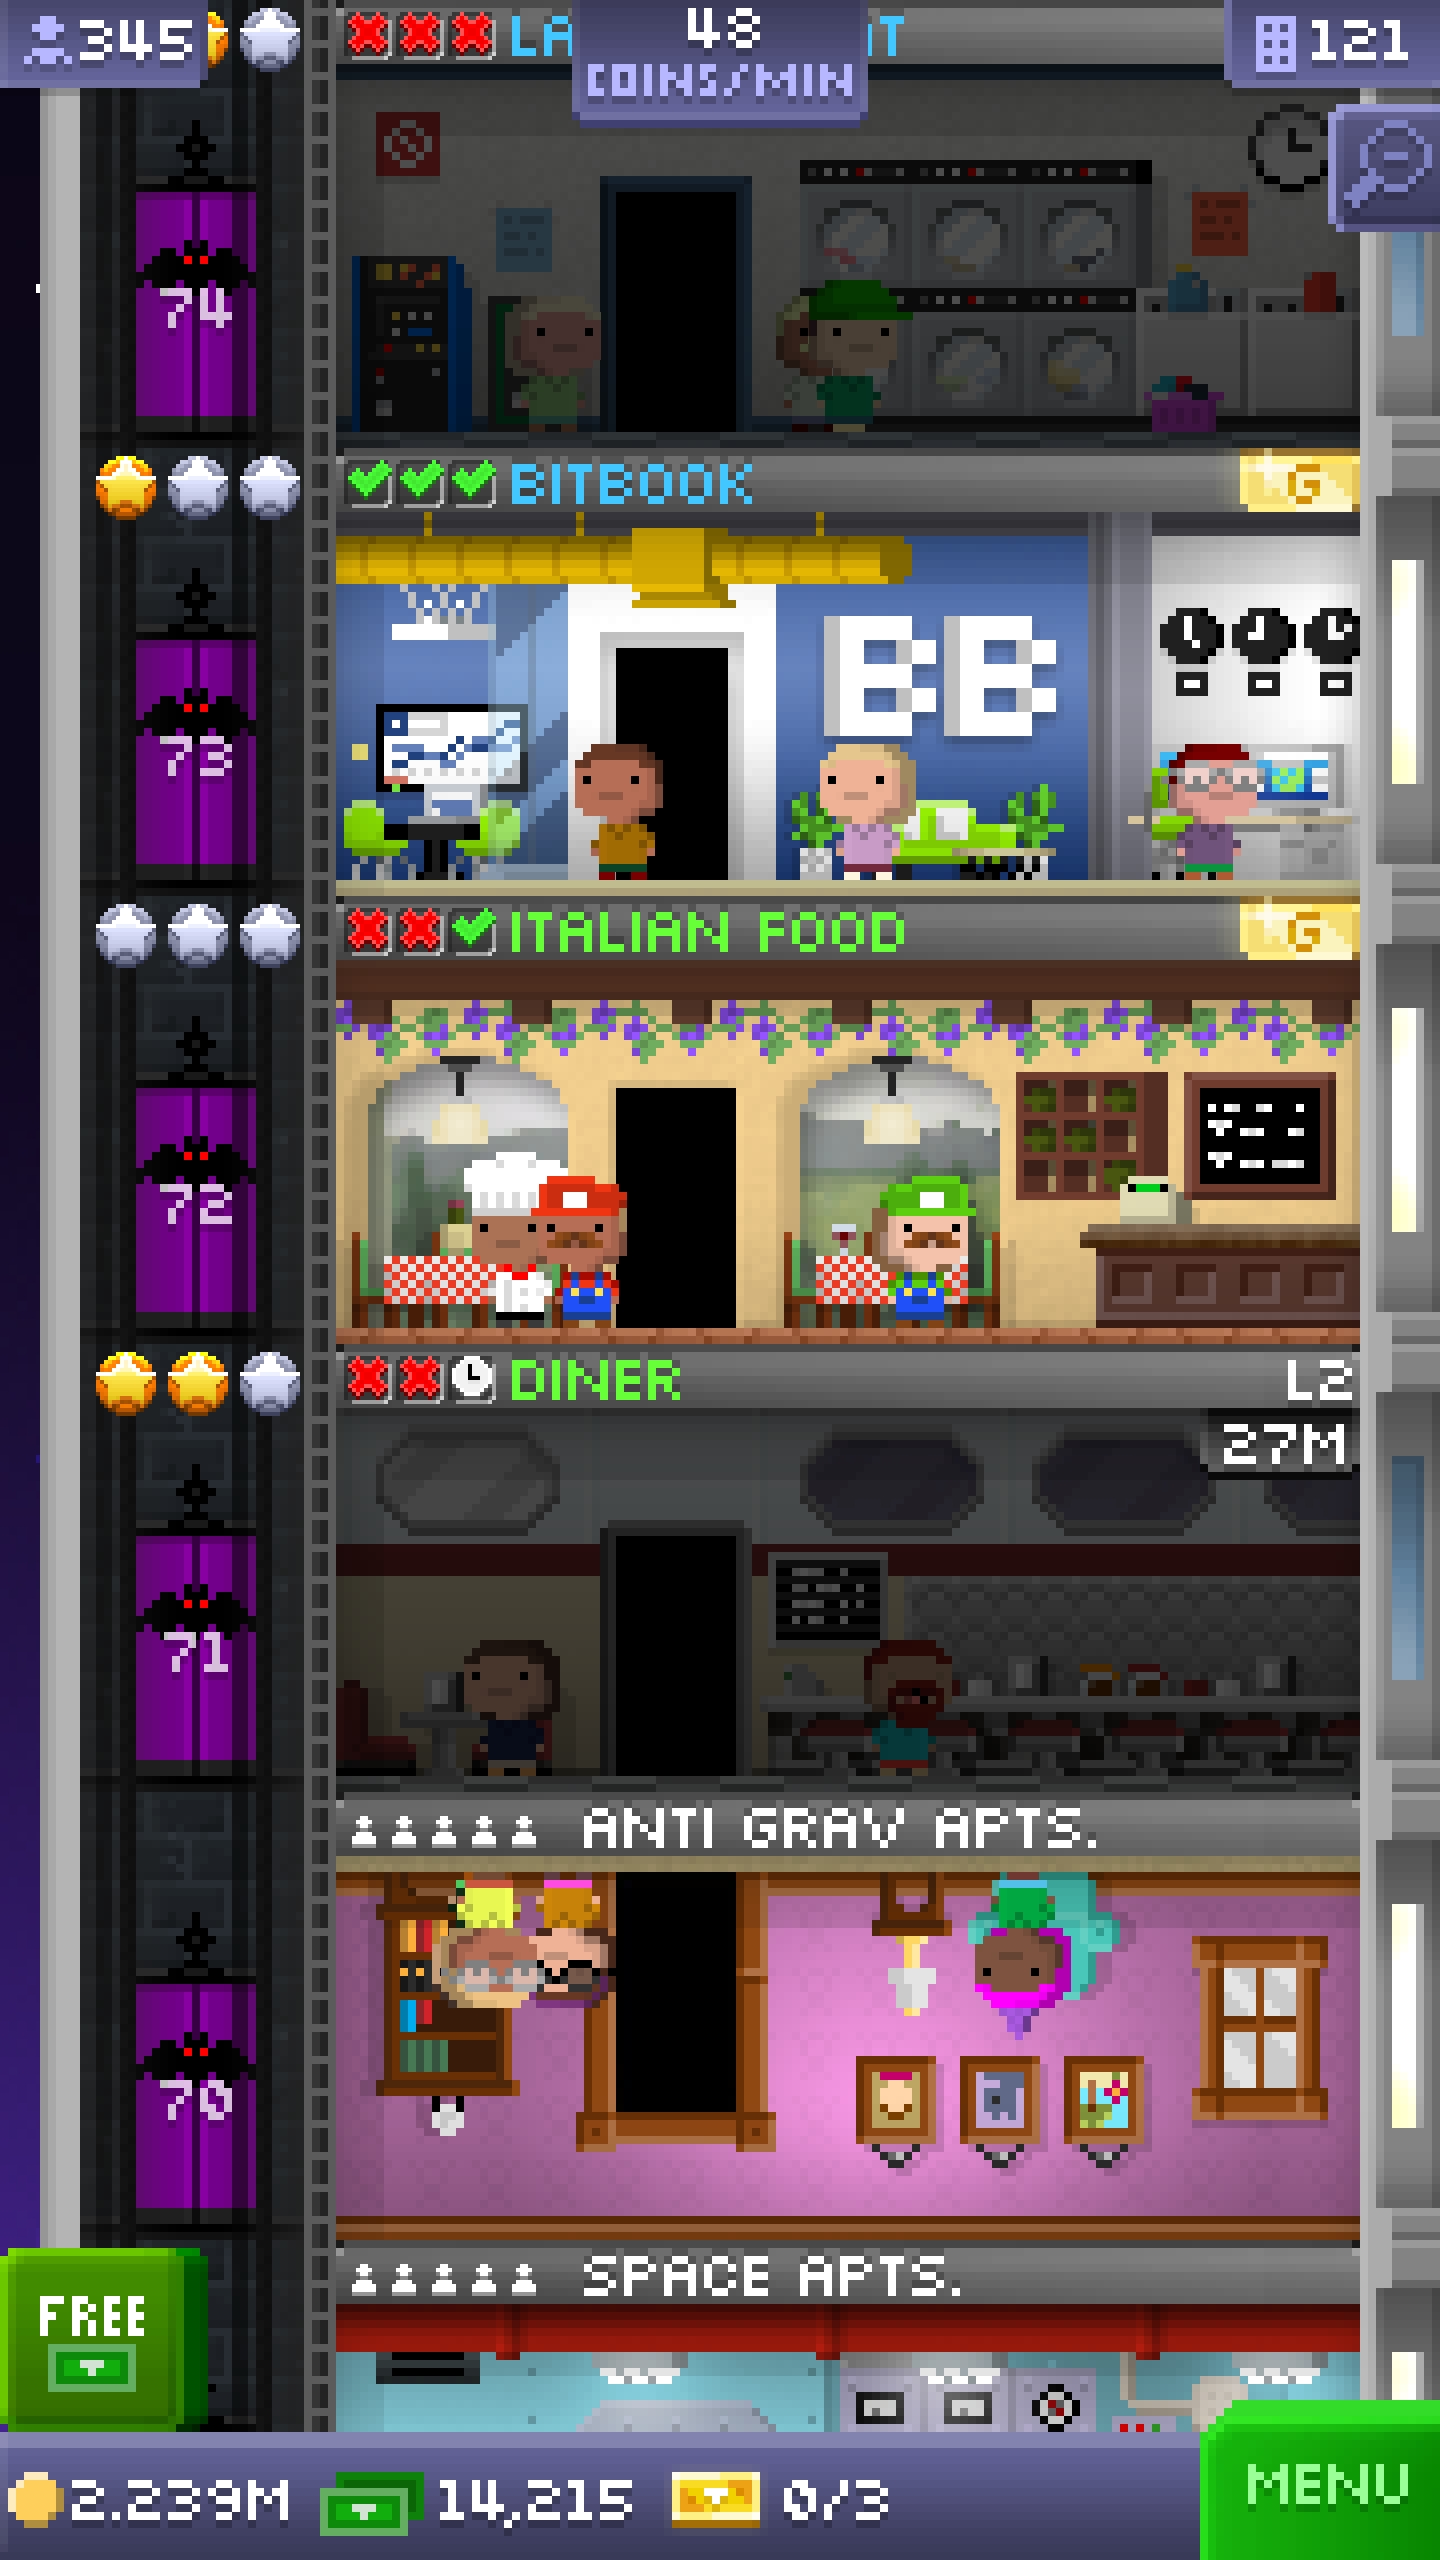 345
48
COINS/MIN
121
LA
T
74
BITBOOK
G
BB
73
ITALIAN FOOD
G
72
DINER
L2
27M
71
ANTI GRAV APTS.
70
SPACE APTS.
FREE
2.239M
14,215
0/3
MENU